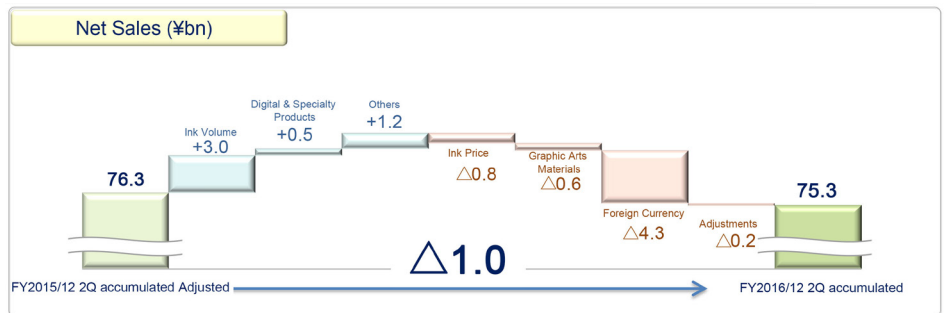 Net Sales (¥bn)
Digital & Specialty
Products
+0.5
Others
+1.2
Ink Volume
+3.0
76.3
Ink Price
△0.8
Graphic Arts
Materials
△0.6
Foreign Currency
△4.3
Adjustments
△0.2
75.3
△1.0
FY2015/12 2Q accumulated Adjusted
FY2016/12 2Q accumulated